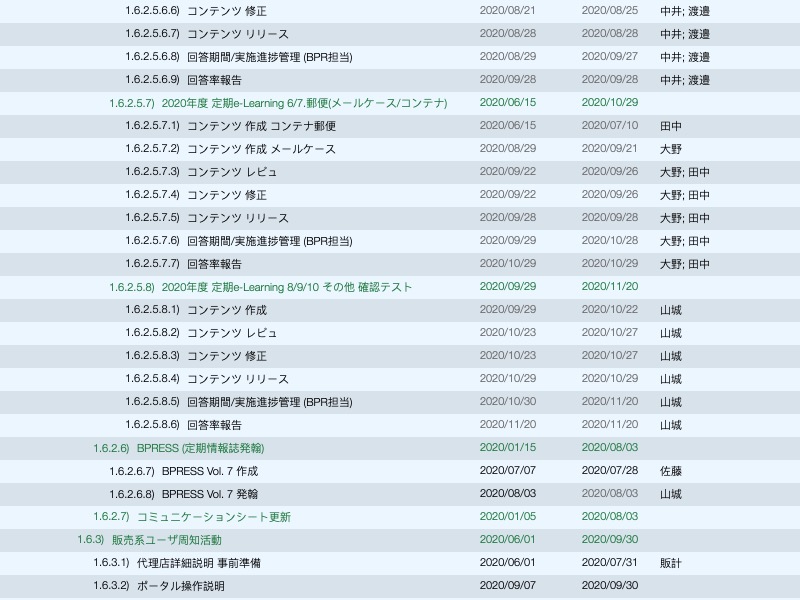 1.6.2.5.6.6) コンテンツ 修正 2020/08/21 2020/08/25 中井; 渡邉
1.6.2.5.6.7) コンテンツ リリース 2020/08/28 2020/08/28 中井; 渡邉
1.6.2.5.6.8) 回答期間/実施進捗管理 (BPR担当) 2020/08/29 2020/09/27 中井; 渡邉
1.6.2.5.6.9) 回答率報告 2020/09/28 2020/09/28 中井; 渡邉
1.6.2.5.7) 2020年度 定期e-Learning 6/7.郵便(メールケース/コンテナ) 2020/06/15 2020/10/29
1.6.2.5.7.1) コンテンツ 作成 コンテナ郵便 2020/06/15 2020/07/10 田中
1.6.2.5.7.2) コンテンツ 作成 メールケース 2020/08/29 2020/09/21 大野
1.6.2.5.7.3) コンテンツ レビュ 2020/09/22 2020/09/26 大野; 田中
1.6.2.5.7.4) コンテンツ 修正 2020/09/22 2020/09/26 大野; 田中
1.6.2.5.7.5) コンテンツ リリース 2020/09/28 2020/09/28 大野; 田中
1.6.2.5.7.6) 回答期間/実施進捗管理 (BPR担当) 2020/09/29 2020/10/28 大野; 田中
1.6.2.5.7.7) 回答率報告 2020/10/29 2020/10/29 大野; 田中
1.6.2.5.8) 2020年度 定期e-Learning 8/9/10 その他 確認テスト 2020/09/29 2020/11/20
1.6.2.5.8.1) コンテンツ 作成 2020/09/29 2020/10/22 山城
1.6.2.5.8.2) コンテンツ レビュ 2020/10/23 2020/10/27 山城
1.6.2.5.8.3) コンテンツ 修正 2020/10/23 2020/10/27 山城
1.6.2.5.8.4) コンテンツ リリース 2020/10/29 2020/10/29 山城
1.6.2.5.8.5) 回答期間/実施進捗管理 (BPR担当) 2020/10/30 2020/11/20 山城
1.6.2.5.8.6) 回答率報告 2020/11/20 2020/11/20 山城
1.6.2.6) BPRESS (定期情報誌発翰) 2020/01/15 2020/08/03
1.6.2.6.7) BPRESS Vol. 7 作成 2020/07/07 2020/07/28 佐藤
1.6.2.6.8) BPRESS Vol. 7 発翰 2020/08/03 2020/08/03 山城
1.6.2.7) コミュニケーションシート更新 2020/01/05 2020/08/03
1.6.3) 販売系ユーザ周知活動 2020/06/01 2020/09/30
1.6.3.1) 代理店詳細説明 事前準備 2020/06/01 2020/07/31 販計
1.6.3.2) ポータル操作説明 2020/09/07 2020/09/30